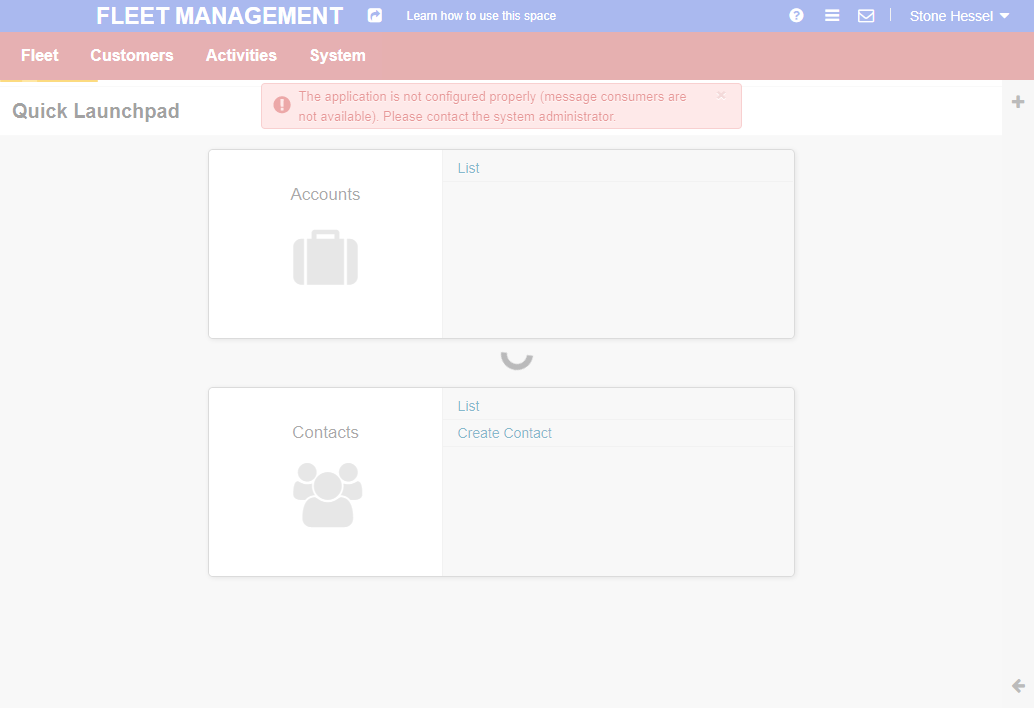 FLEET MANAGEMENT
Learn how to use this space
Stone Hessel
Fleet
Customers
Activities
System
Quick Launchpad
The application is not configured properly (message consumers are
not available). Please contact the system administrator.
Accounts
List
Contacts
List
Create Contact